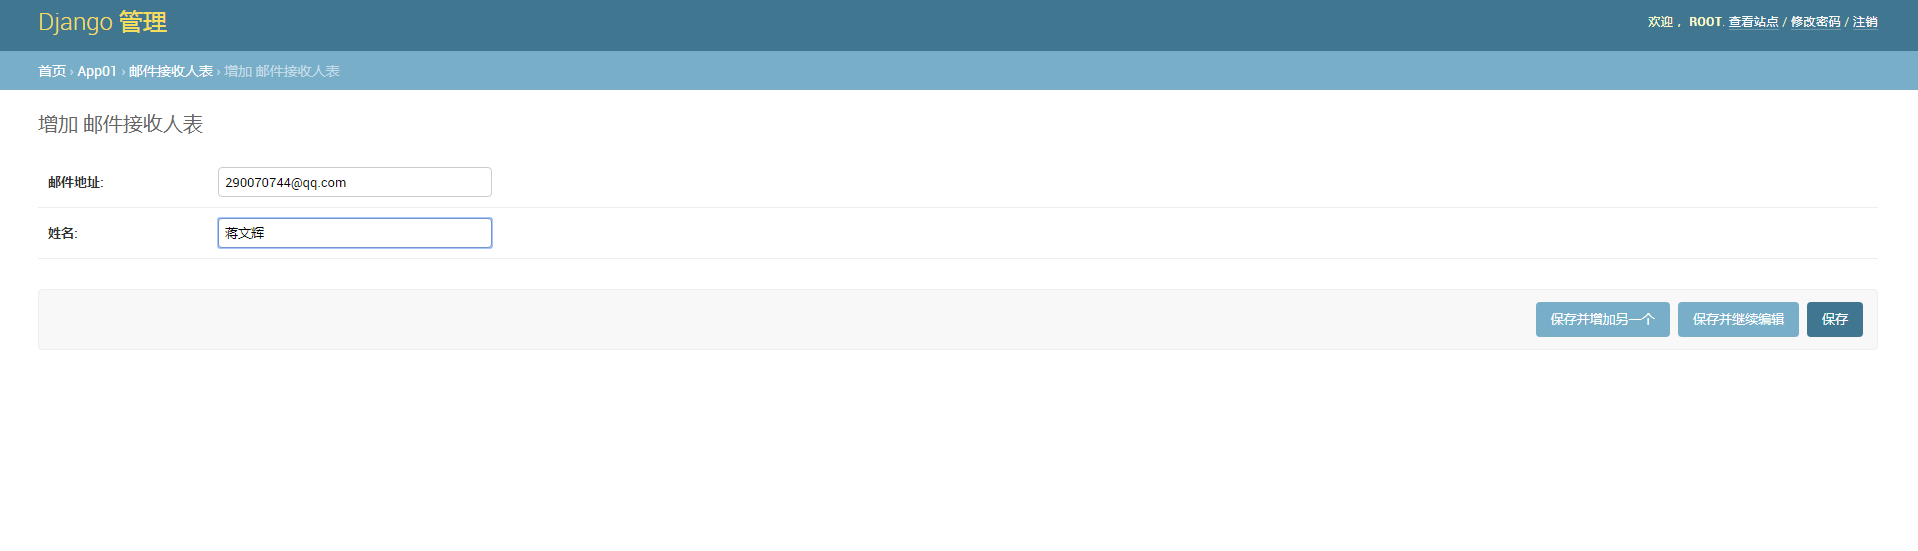 Django 管理
欢迎， ROOT. 查看站点 / 修改密码 / 注销
首页 › App01 › 邮件接收人表 › 增加 邮件接收人表
增加 邮件接收人表
邮件地址: 290070744@qq.com
姓名: 蒋文辉
保存并增加另一个 保存并继续编辑 保存